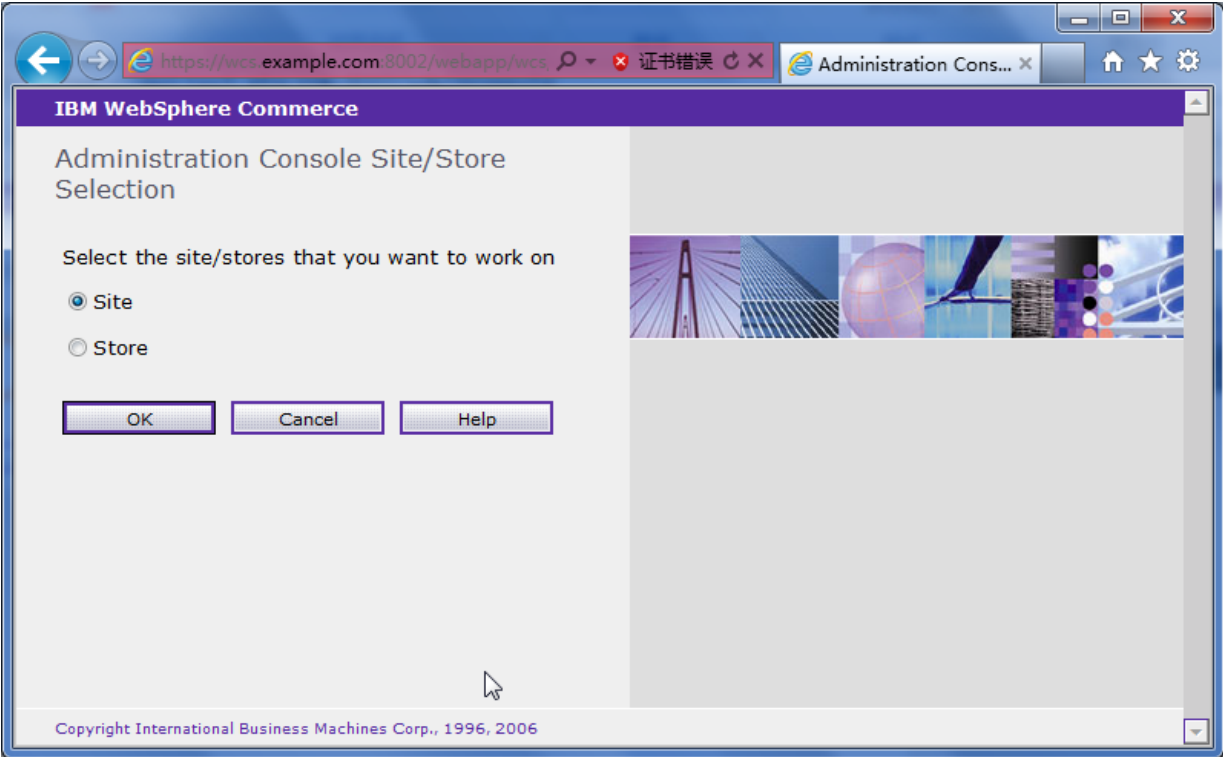 https://wcs.example.com:8002/webapp/wcs, 证书错误 Administration Cons...
IBM WebSphere Commerce
Administration Console Site/Store
Selection
Select the site/stores that you want to work on
Site
Store
OK Cancel Help
Copyright International Business Machines Corp., 1996, 2006